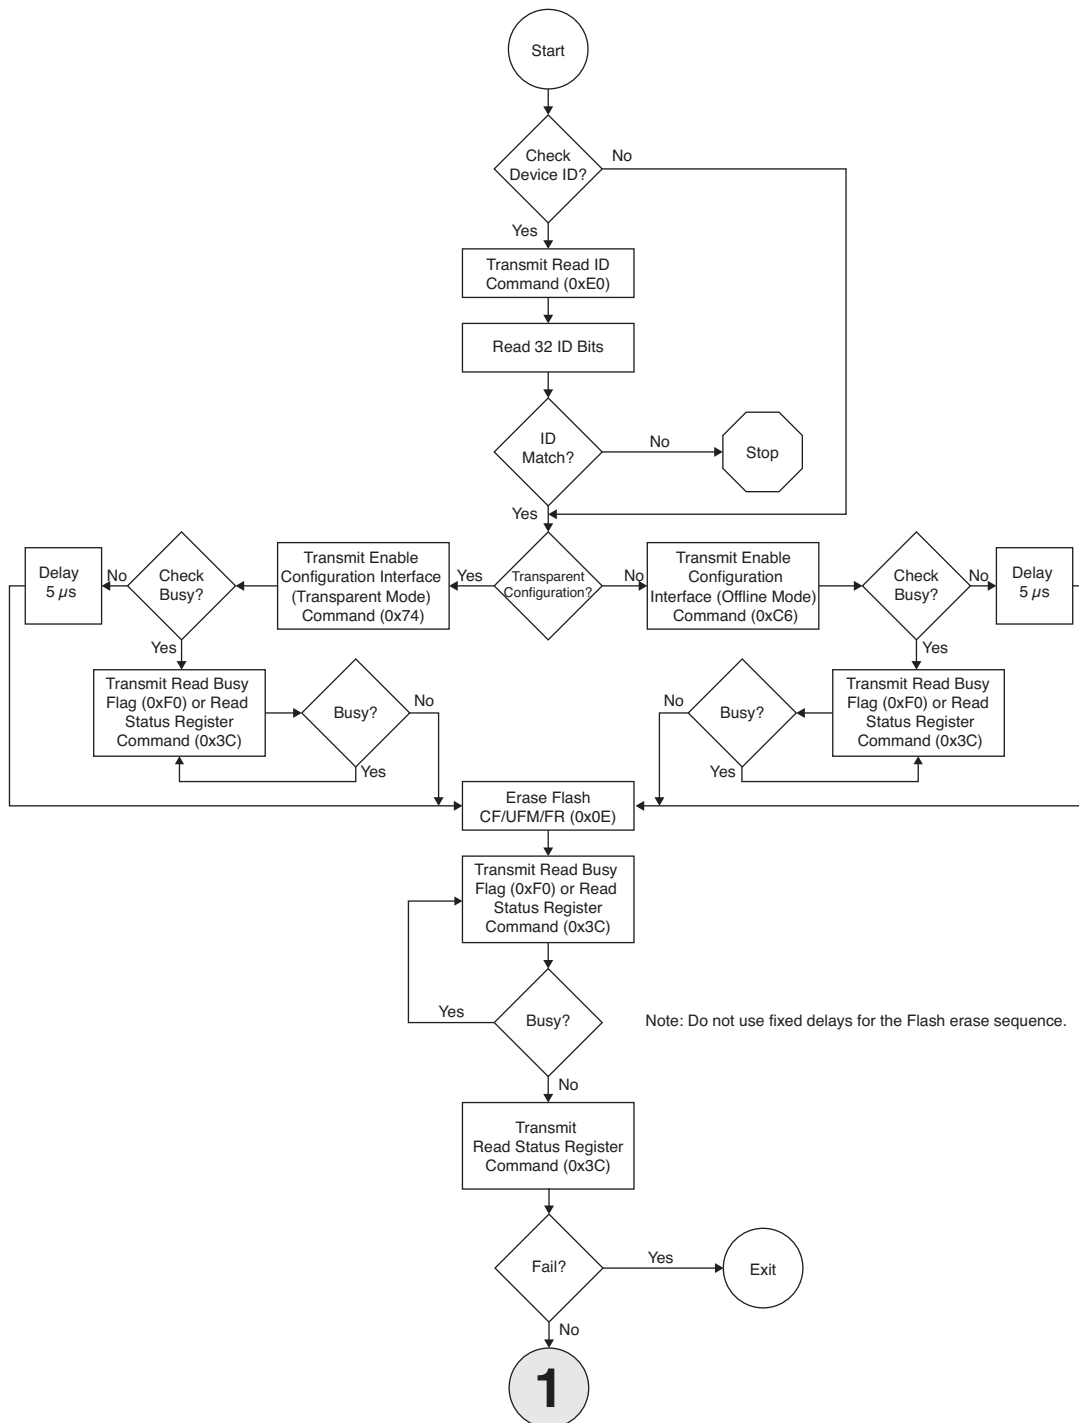 Start
Check
Device ID?
No
Yes
Transmit Read ID
Command (0xE0)
Read 32 ID Bits
ID
Match?
No
Stop
Yes
Delay
5 µs
No
Check
Busy?
Transmit Enable
Configuration Interface
(Transparent Mode)
Command (0x74)
Yes
Transparent
Configuration?
No
Transmit Enable
Configuration
Interface (Offline Mode)
Command (0xC6)
Check
Busy?
No
Delay
5 µs
Yes
Transmit Read Busy
Flag (0xF0) or Read
Status Register
Command (0x3C)
Busy?
No
Yes
No
Busy?
Yes
Yes
Transmit Read Busy
Flag (0xF0) or Read
Status Register
Command (0x3C)
Erase Flash
CF/UFM/FR (0x0E)
Transmit Read Busy
Flag (0xF0) or Read
Status Register
Command (0x3C)
Yes
Busy?
Note: Do not use fixed delays for the Flash erase sequence.
No
Transmit
Read Status Register
Command (0x3C)
Fail?
Yes
Exit
No
1